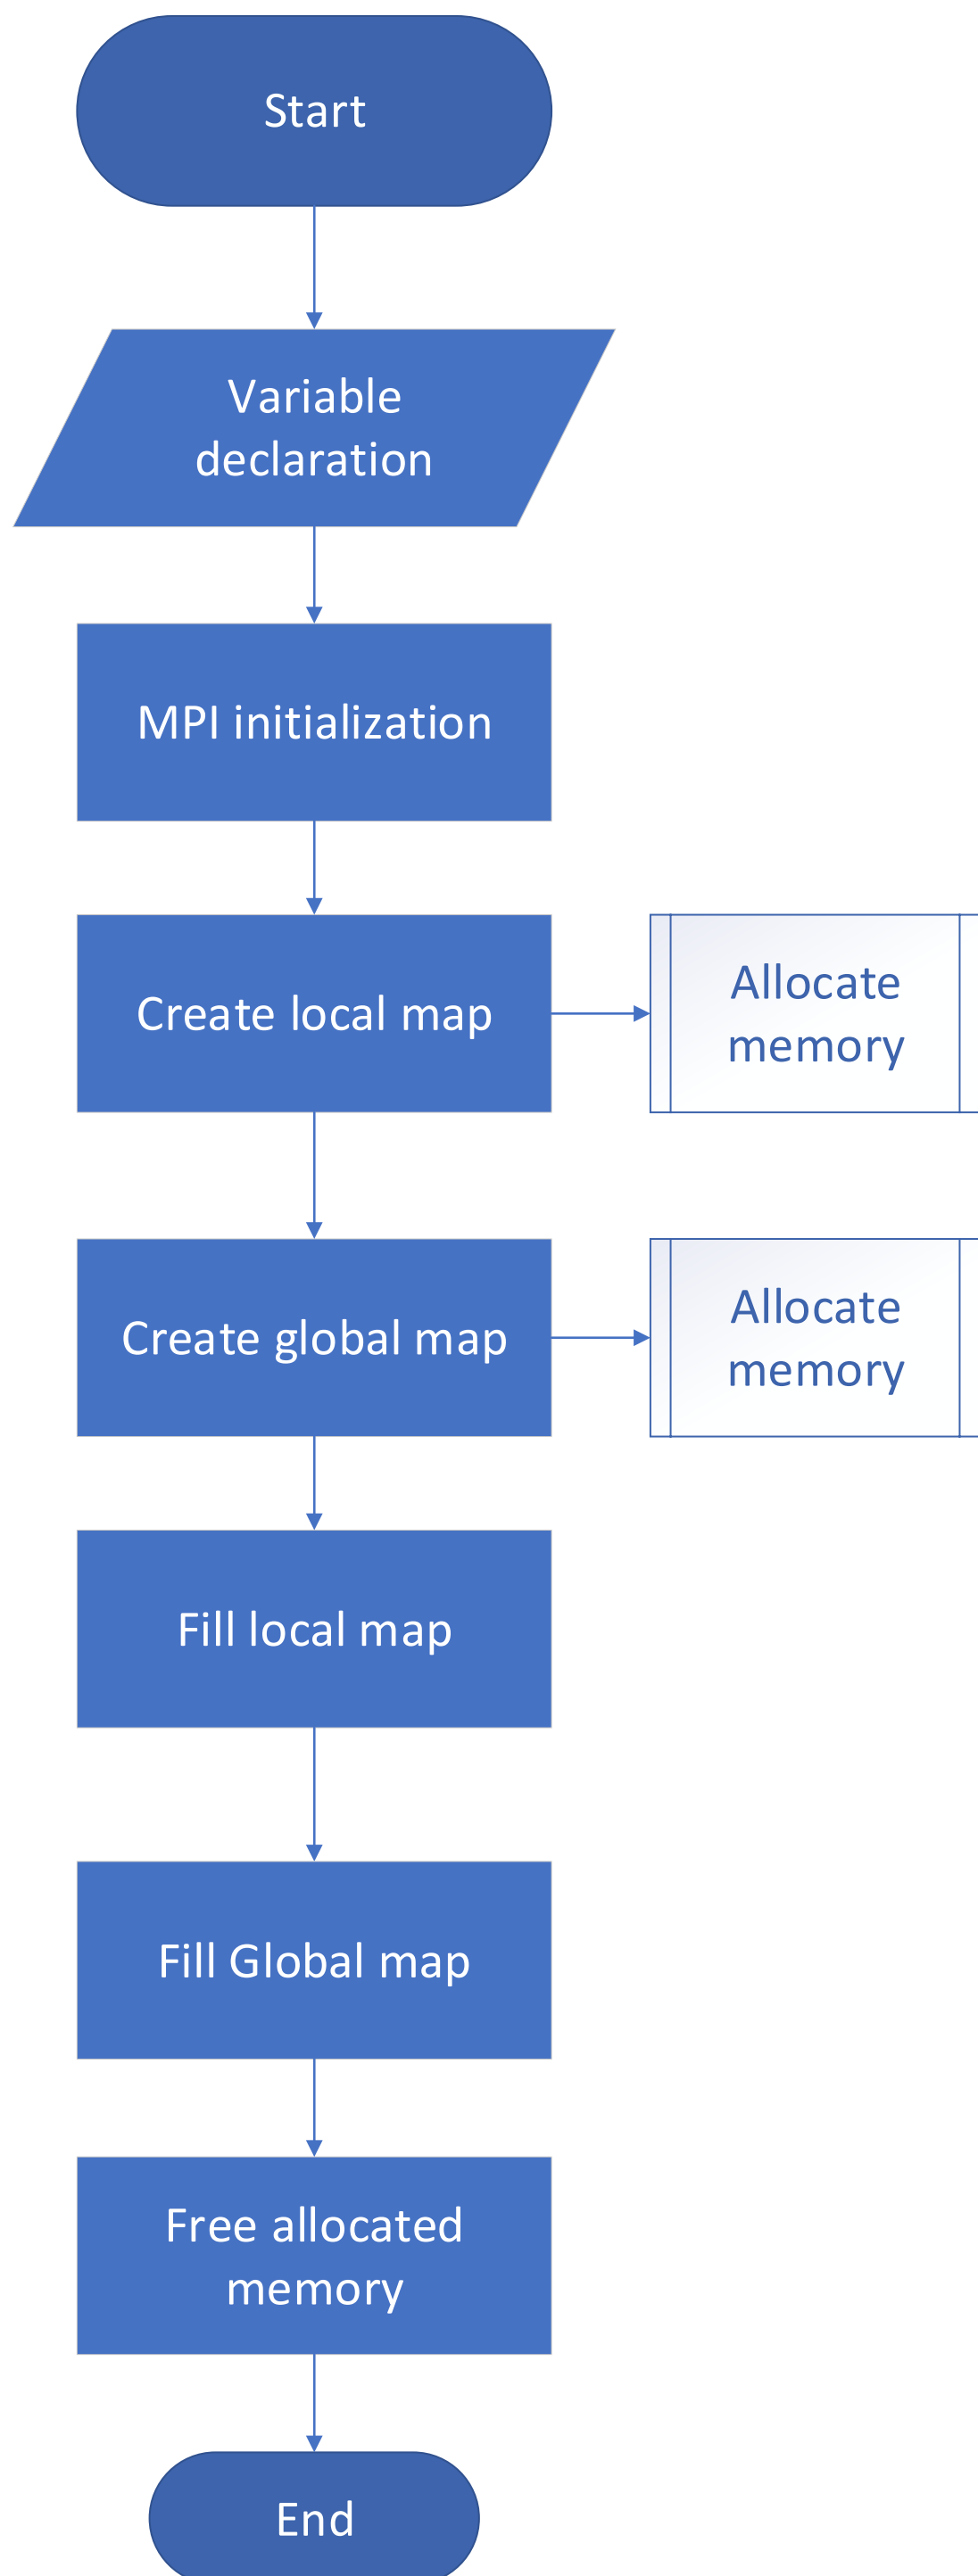 Start
Variable
declaration
MPI initialization
Create local map
Allocate
memory
Create global map
Allocate
memory
Fill local map
Fill Global map
Free allocated
memory
End